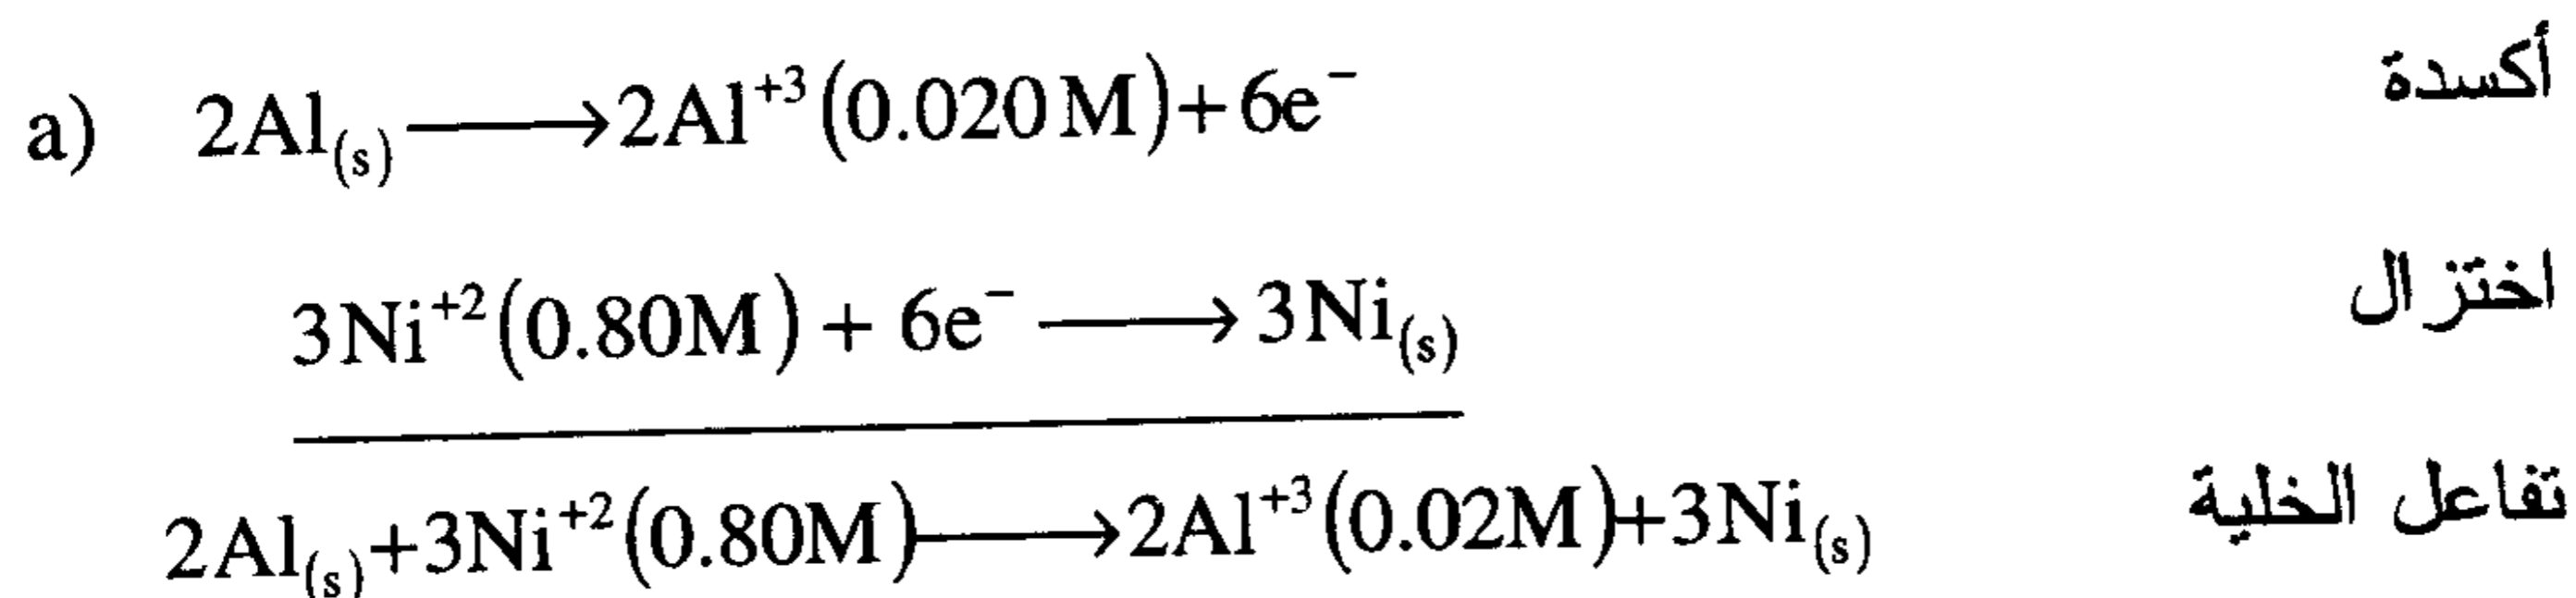 a) 2Al₍ₛ₎ ⟶ 2Al⁺³ (0.020 M) + 6e⁻ أكسدة
3Ni⁺² (0.80M) + 6e⁻ ⟶ 3Ni₍ₛ₎ اختزال
2Al₍ₛ₎ + 3Ni⁺² (0.80M) ⟶ 2Al⁺³ (0.02M) + 3Ni₍ₛ₎ تفاعل الخلية